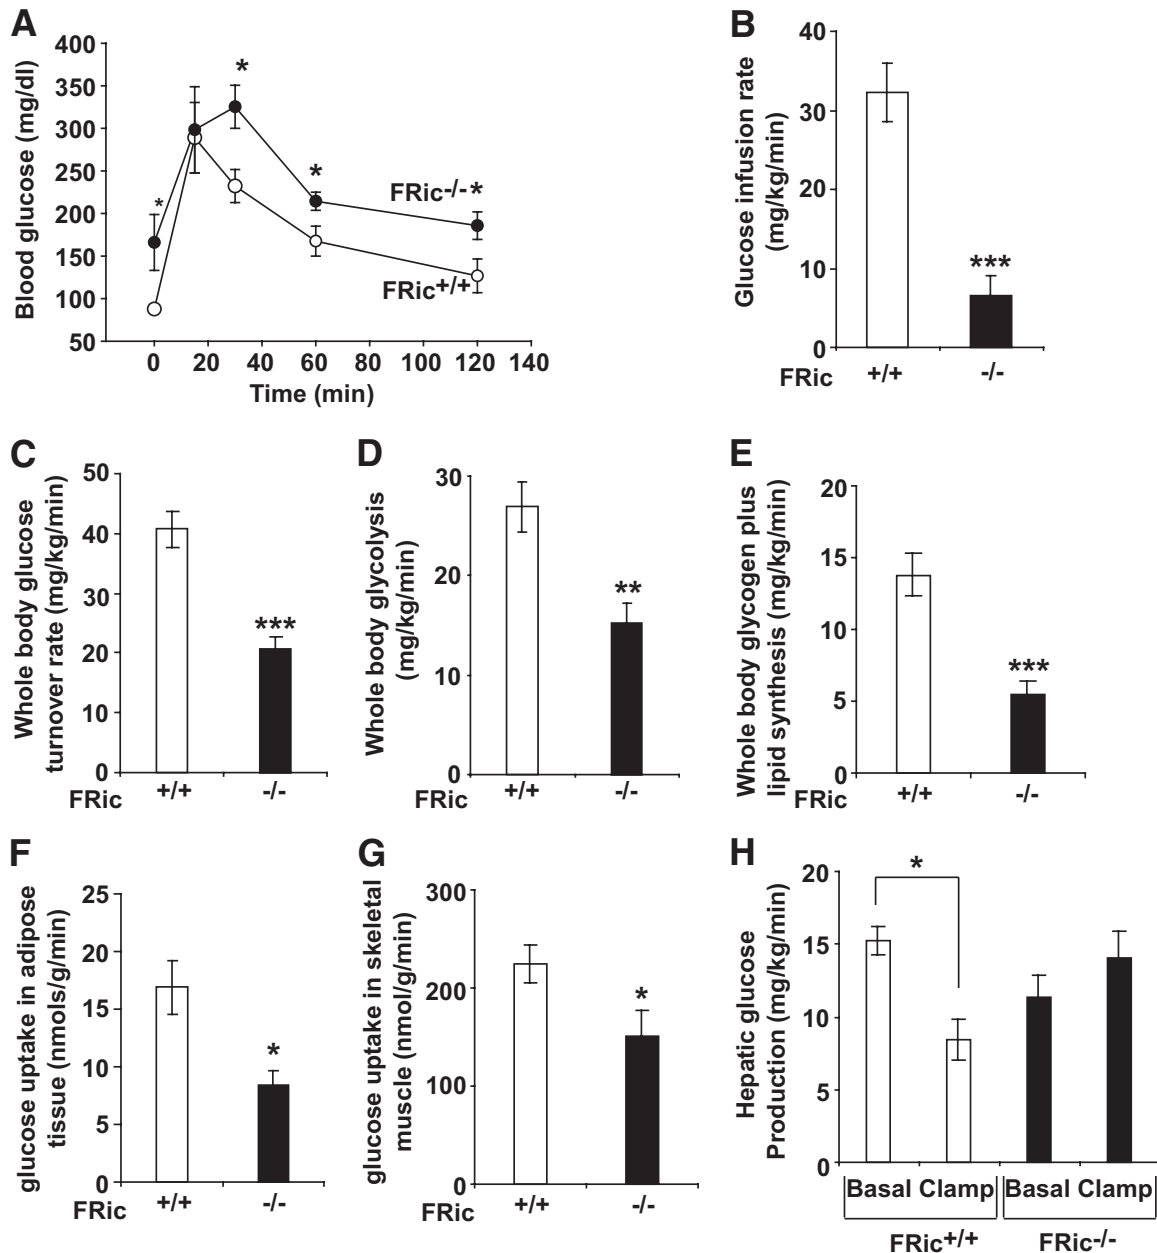 A
Blood glucose (mg/dl)
400
350
300
250
200
150
100
50
*
*
*
FRic-/-*
FRic+/+
0 20 40 60 80 100 120 140
Time (min)
B
Glucose infusion rate
(mg/kg/min)
40
30
20
10
0
***
FRic +/+ -/-
C
Whole body glucose
turnover rate (mg/kg/min)
50
40
30
20
10
0
***
FRic +/+ -/-
D
Whole body glycolysis
(mg/kg/min)
30
20
10
0
**
FRic +/+ -/-
E
Whole body glycogen plus
lipid synthesis (mg/kg/min)
20
15
10
5
0
***
FRic +/+ -/-
F
glucose uptake in adipose
tissue (nmols/g/min)
25
20
15
10
5
0
*
FRic +/+ -/-
G
glucose uptake in skeletal
muscle (nmol/g/min)
300
200
100
0
*
FRic +/+ -/-
H
Hepatic glucose
Production (mg/kg/min)
20
15
10
5
0
*
Basal Clamp Basal Clamp
FRic+/+ FRic-/-